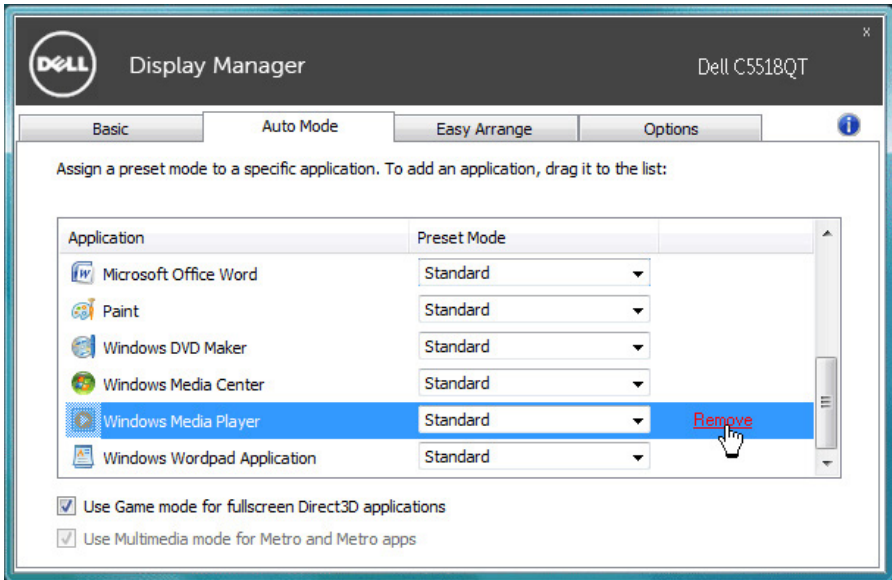 x
DELL
Display Manager
Dell C5518QT
Basic Auto Mode Easy Arrange Options i
Assign a preset mode to a specific application. To add an application, drag it to the list:
Application Preset Mode
Microsoft Office Word Standard
Paint Standard
Windows DVD Maker Standard
Windows Media Center Standard
Windows Media Player Standard Remove
Windows Wordpad Application Standard
Use Game mode for fullscreen Direct3D applications
Use Multimedia mode for Metro and Metro apps